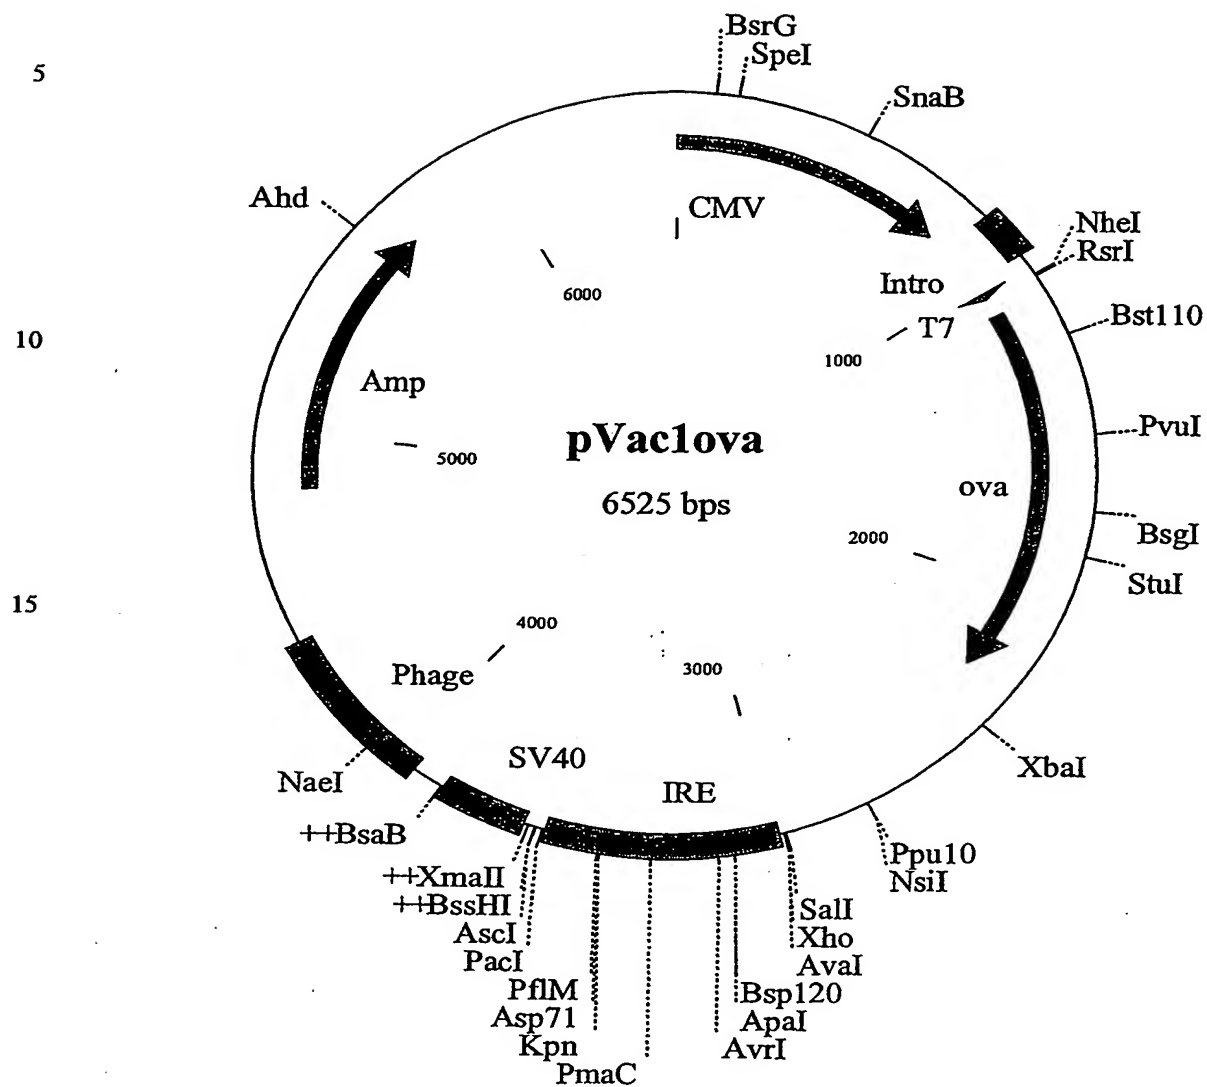 BsrG
SpeI
5
SnaB
Ahd
CMV
NheI
RsrI
Intro
6000
T7
Bst110
10
1000
Amp
PvuI
pVac1ova
5000
ova
6525 bps
BsgI
2000
StuI
15
4000
3000
Phage
SV40
XbaI
NaeI
IRE
++BsaB
Ppu10
NsiI
++XmaII
++BssHI
SalI
AscI
Xho
PacI
AvaI
PflM
Bsp120
Asp71
ApaI
Kpn
AvrI
PmaC